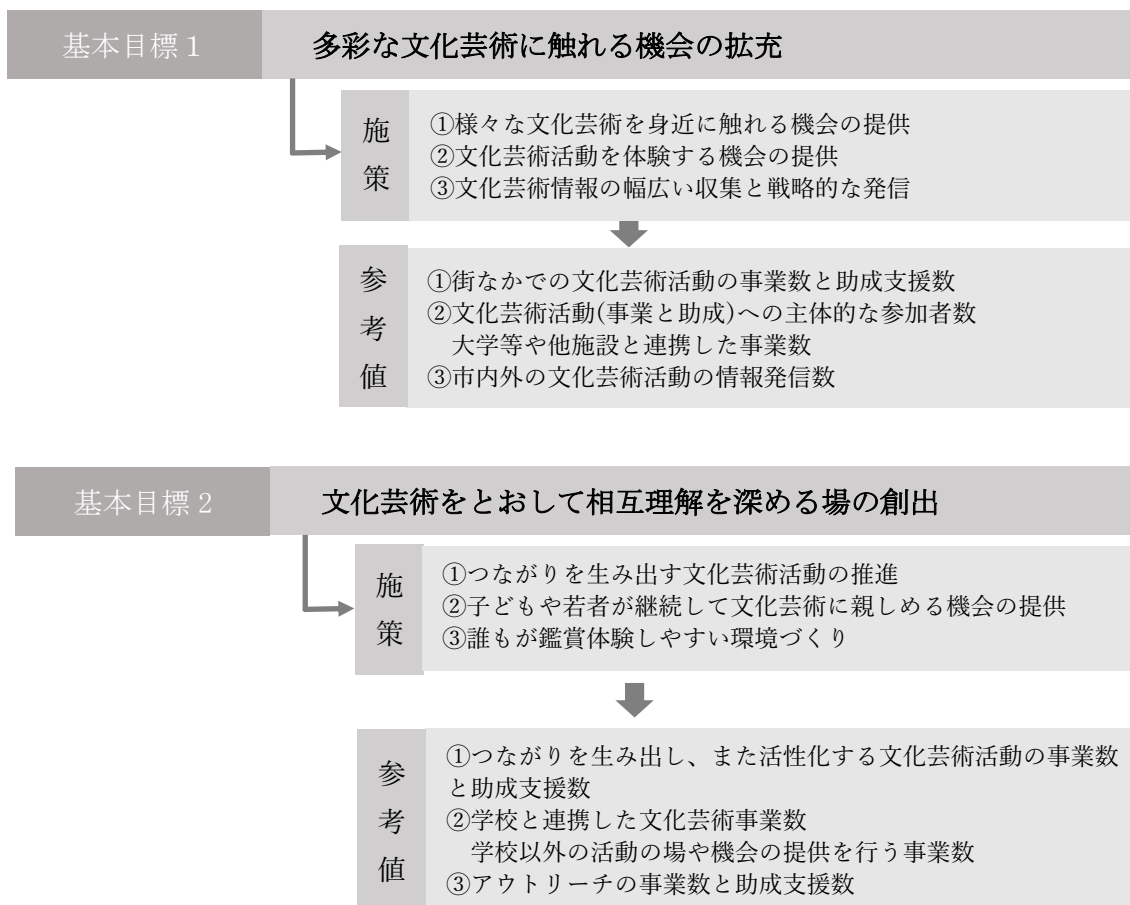 基本目標１
多彩な文化芸術に触れる機会の拡充
施策
①様々な文化芸術を身近に触れる機会の提供
②文化芸術活動を体験する機会の提供
③文化芸術情報の幅広い収集と戦略的な発信
参考値
①街なかでの文化芸術活動の事業数と助成支援数
②文化芸術活動(事業と助成)への主体的な参加者数
大学等や他施設と連携した事業数
③市内外の文化芸術活動の情報発信数
基本目標２
文化芸術をとおして相互理解を深める場の創出
施策
①つながりを生み出す文化芸術活動の推進
②子どもや若者が継続して文化芸術に親しめる機会の提供
③誰もが鑑賞体験しやすい環境づくり
参考値
①つながりを生み出し、また活性化する文化芸術活動の事業数
と助成支援数
②学校と連携した文化芸術事業数
学校以外の活動の場や機会の提供を行う事業数
③アウトリーチの事業数と助成支援数